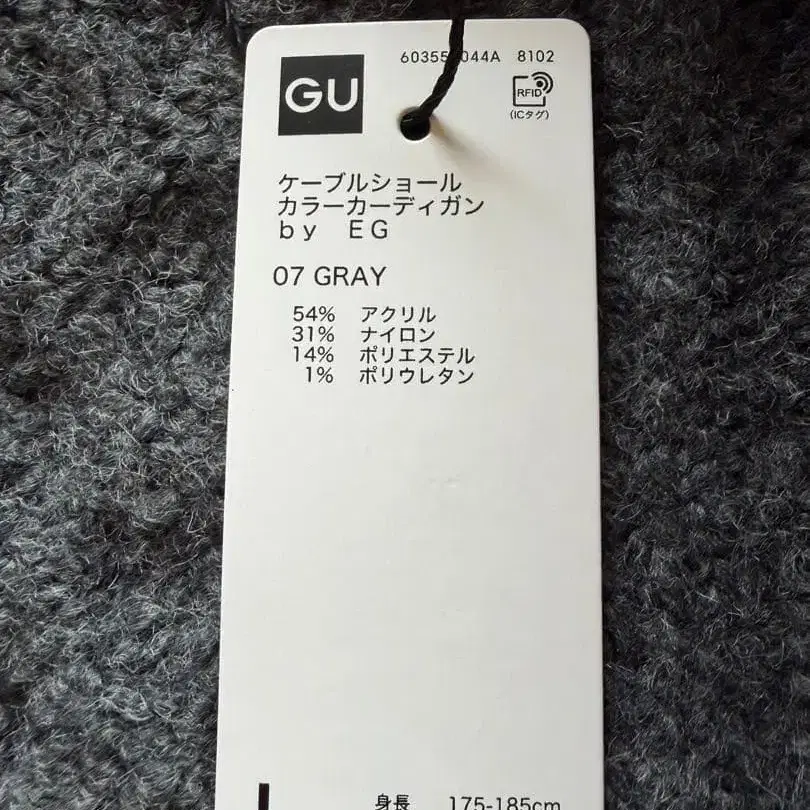 GU
8102
RFID
(ICタグ)
ケーブルショール
カラーカーディガン
by EG
07 GRAY
54% アクリル
31% ナイロン
14% ポリエステル
1% ポリウレタン
身長 175-185cm